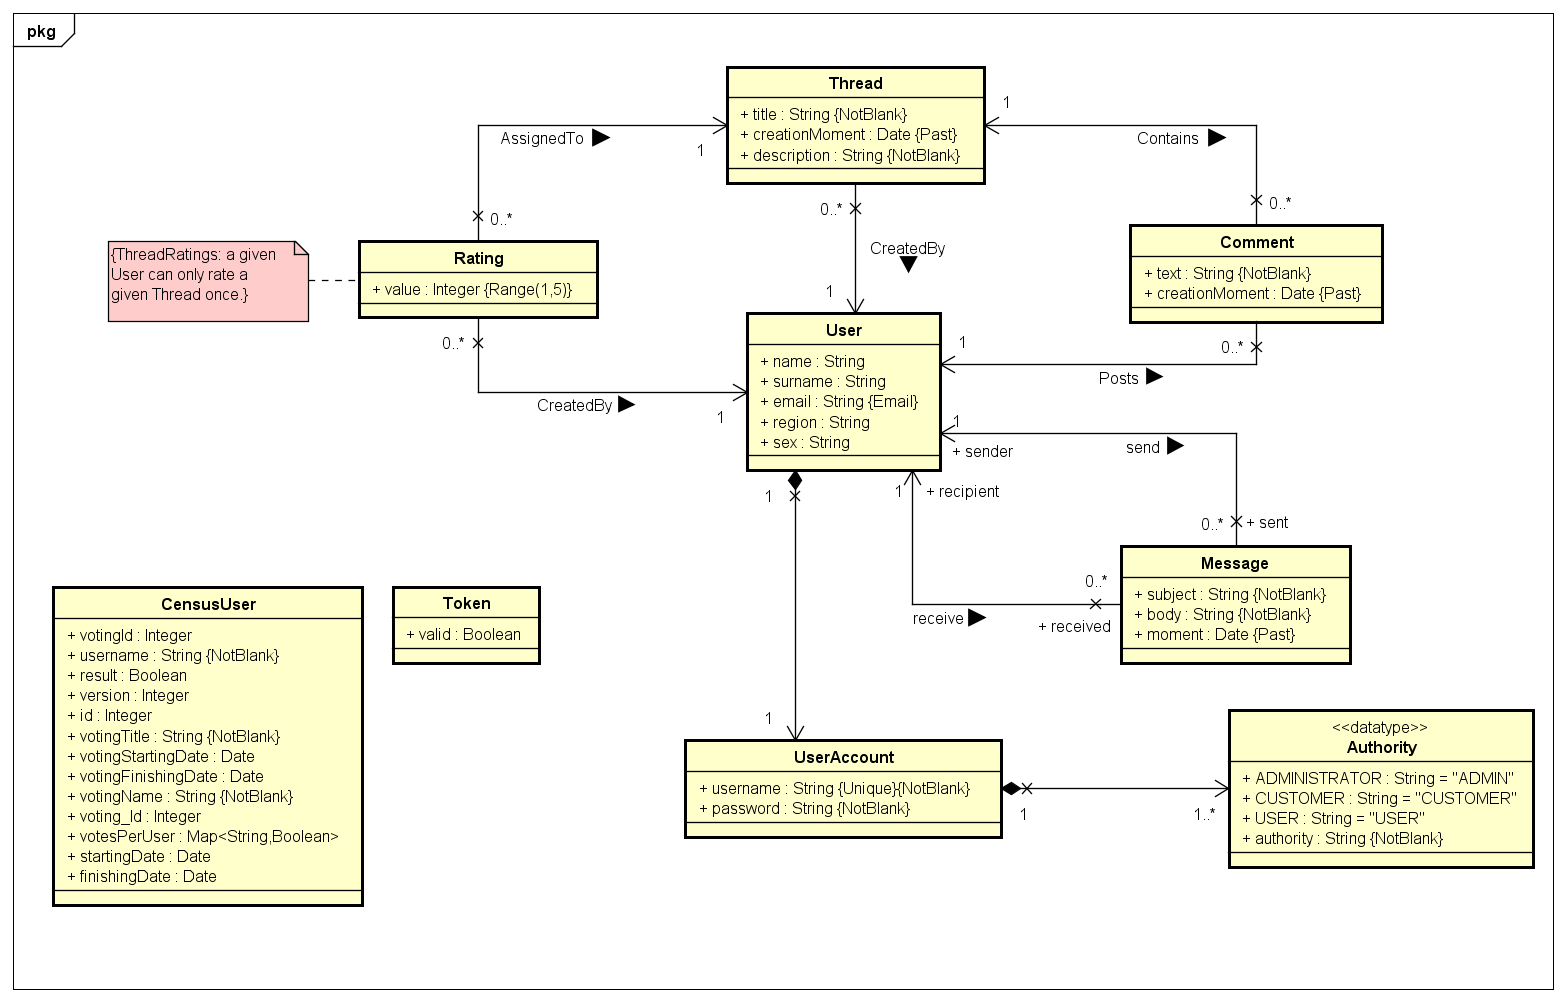 pkg
Thread
+ title : String {NotBlank}
+ creationMoment : Date {Past}
+ description : String {NotBlank}
1
AssignedTo
1
Contains
0..*
0..*
0..*
CreatedBy
1
{ThreadRatings: a given
User can only rate a
given Thread once.}
Rating
+ value : Integer {Range(1,5)}
0..*
CreatedBy
1
Comment
+ text : String {NotBlank}
+ creationMoment : Date {Past}
0..*
1
Posts
User
+ name : String
+ surname : String
+ email : String {Email}
+ region : String
+ sex : String
1
+ sender
send
1
+ recipient
1
0..*
+ sent
Message
+ subject : String {NotBlank}
+ body : String {NotBlank}
+ moment : Date {Past}
0..*
receive
+ received
CensusUser
+ votingId : Integer
+ username : String {NotBlank}
+ result : Boolean
+ version : Integer
+ id : Integer
+ votingTitle : String {NotBlank}
+ votingStartingDate : Date
+ votingFinishingDate : Date
+ votingName : String {NotBlank}
+ voting_Id : Integer
+ votesPerUser : Map<String,Boolean>
+ startingDate : Date
+ finishingDate : Date
Token
+ valid : Boolean
1
UserAccount
+ username : String {Unique}{NotBlank}
+ password : String {NotBlank}
1
1..*
<<datatype>>
Authority
+ ADMINISTRATOR : String = "ADMIN"
+ CUSTOMER : String = "CUSTOMER"
+ USER : String = "USER"
+ authority : String {NotBlank}